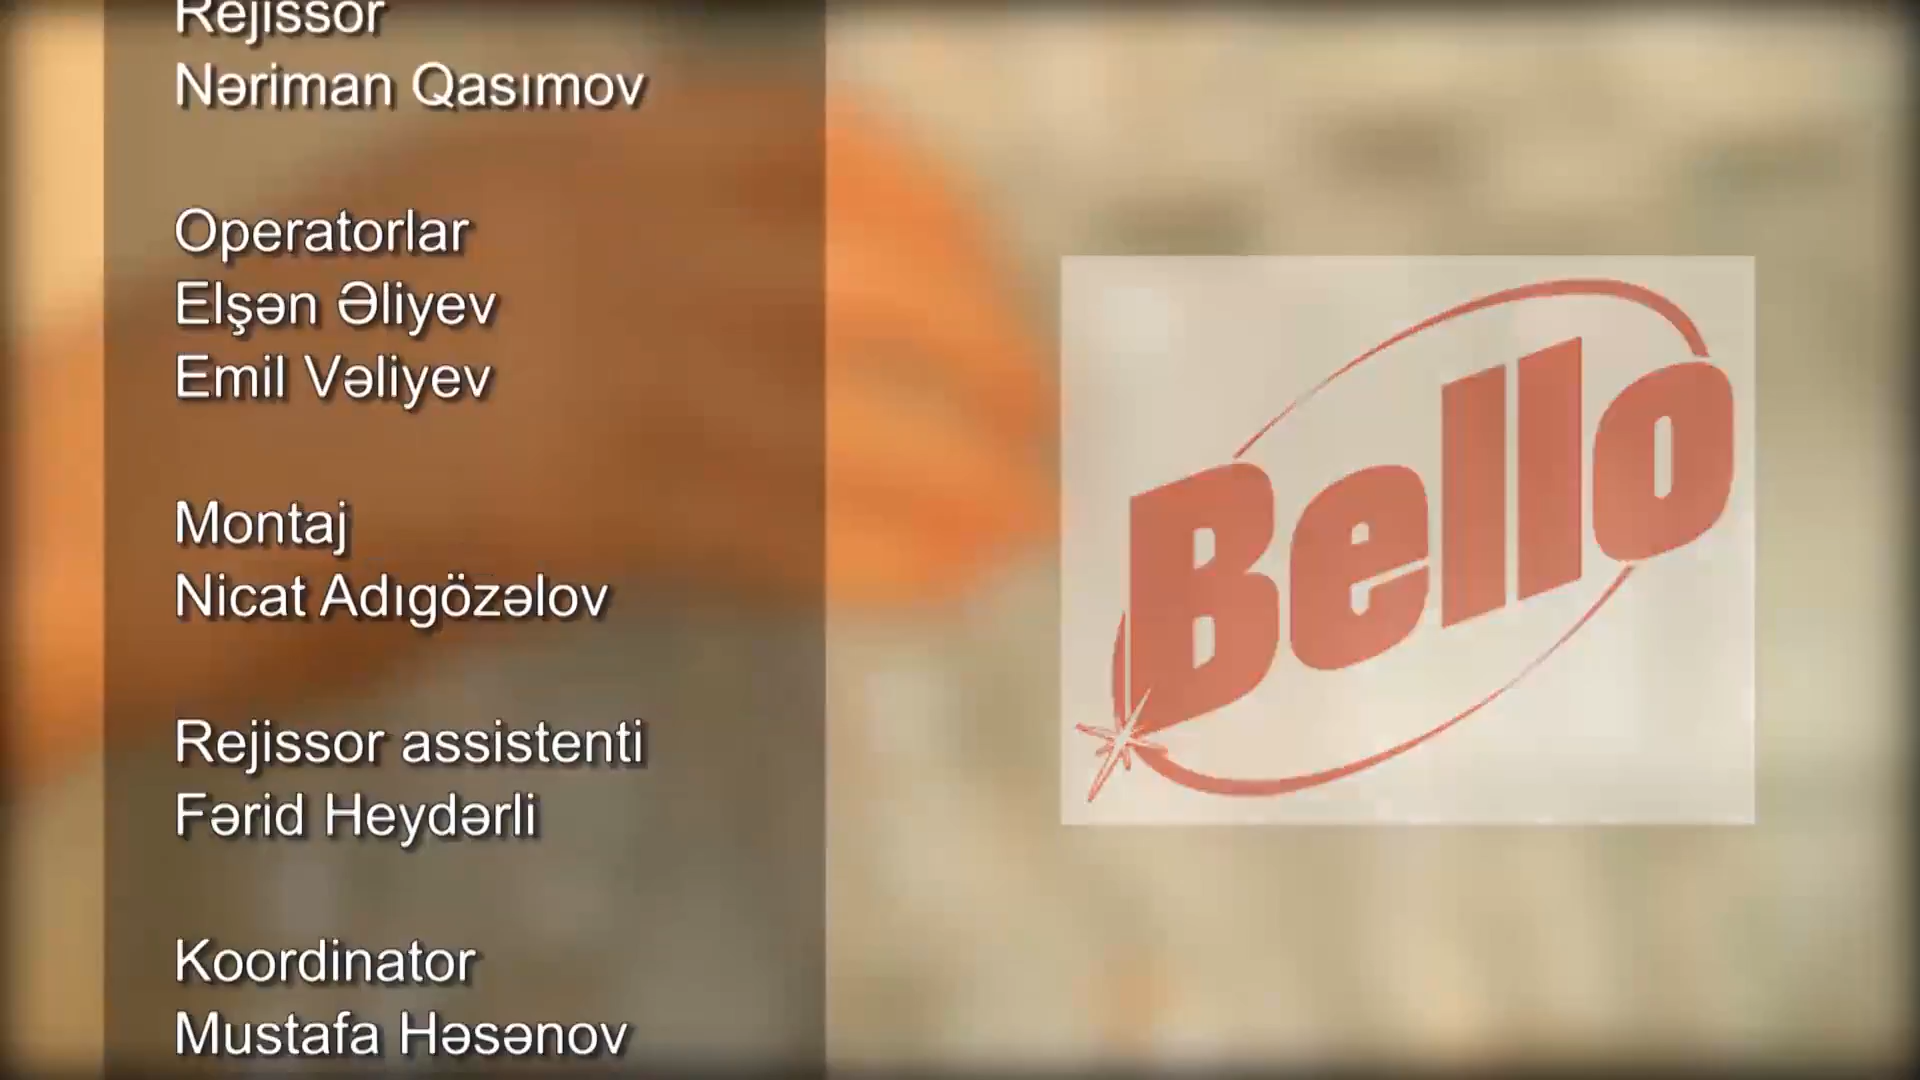 Rejissor
Nəriman Qasımov
Operatorlar
Elşən Əliyev
Emil Vəliyev
Montaj
Nicat Adıgözəlov
Rejissor assistenti
Fərid Heydərli
Koordinator
Mustafa Həsənov
Bello